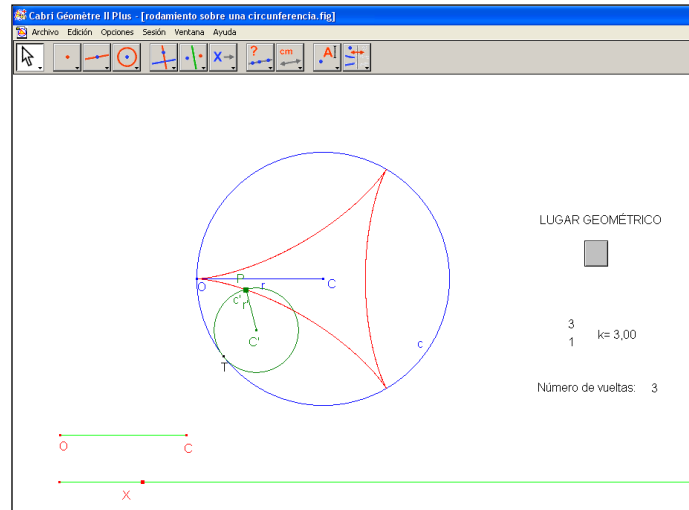 Cabri Géomètre II Plus - [rodamiento sobre una circunferencia.fig]
Archivo Edición Opciones Sesión Ventana Ayuda
X
?
cm
A
LUGAR GEOMÉTRICO
P
O
r
C
c'
r'
C'
c
T
3
1
k= 3,00
Número de vueltas: 3
O
C
X